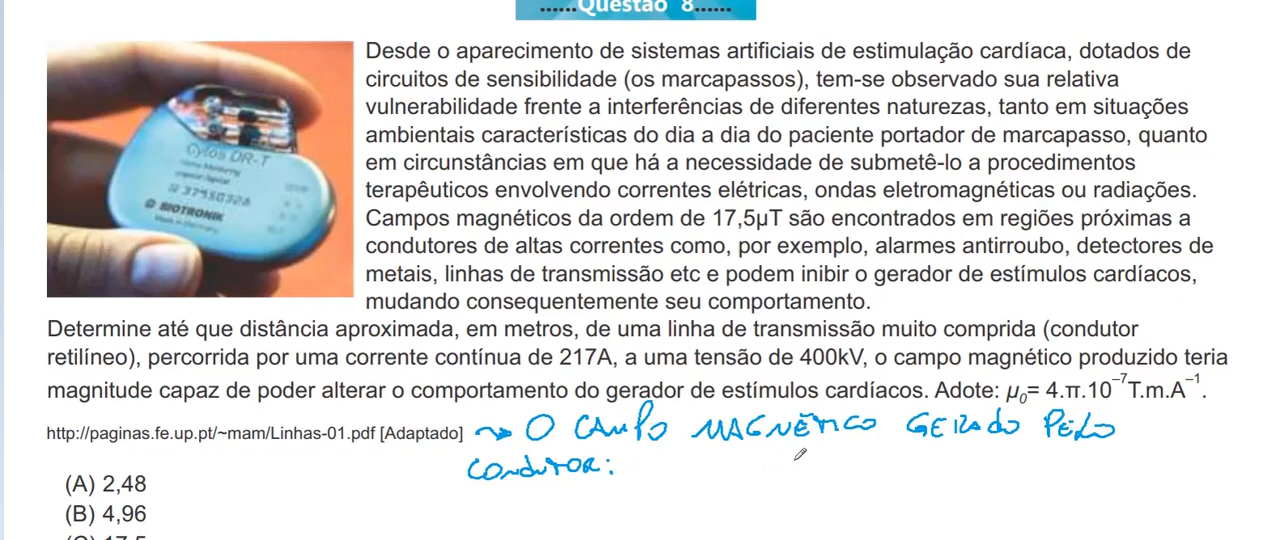 ......Questão 8......
Desde o aparecimento de sistemas artificiais de estimulação cardíaca, dotados de
circuitos de sensibilidade (os marcapassos), tem-se observado sua relativa
vulnerabilidade frente a interferências de diferentes naturezas, tanto em situações
ambientais características do dia a dia do paciente portador de marcapasso, quanto
em circunstâncias em que há a necessidade de submetê-lo a procedimentos
terapêuticos envolvendo correntes elétricas, ondas eletromagnéticas ou radiações.
Campos magnéticos da ordem de 17,5µT são encontrados em regiões próximas a
condutores de altas correntes como, por exemplo, alarmes antirroubo, detectores de
metais, linhas de transmissão etc e podem inibir o gerador de estímulos cardíacos,
mudando consequentemente seu comportamento.
Cylos DR-T
37450328
BIOTRONIK
Made in Germany
Determine até que distância aproximada, em metros, de uma linha de transmissão muito comprida (condutor
retilíneo), percorrida por uma corrente contínua de 217A, a uma tensão de 400kV, o campo magnético produzido teria
magnitude capaz de poder alterar o comportamento do gerador de estímulos cardíacos. Adote: μ₀= 4.π.10⁻⁷T.m.A⁻¹.
http://paginas.fe.up.pt/~mam/Linhas-01.pdf [Adaptado] → O CAMPO MAGNÉTICO GERADO PELO
CONDUTOR:
(A) 2,48
(B) 4,96